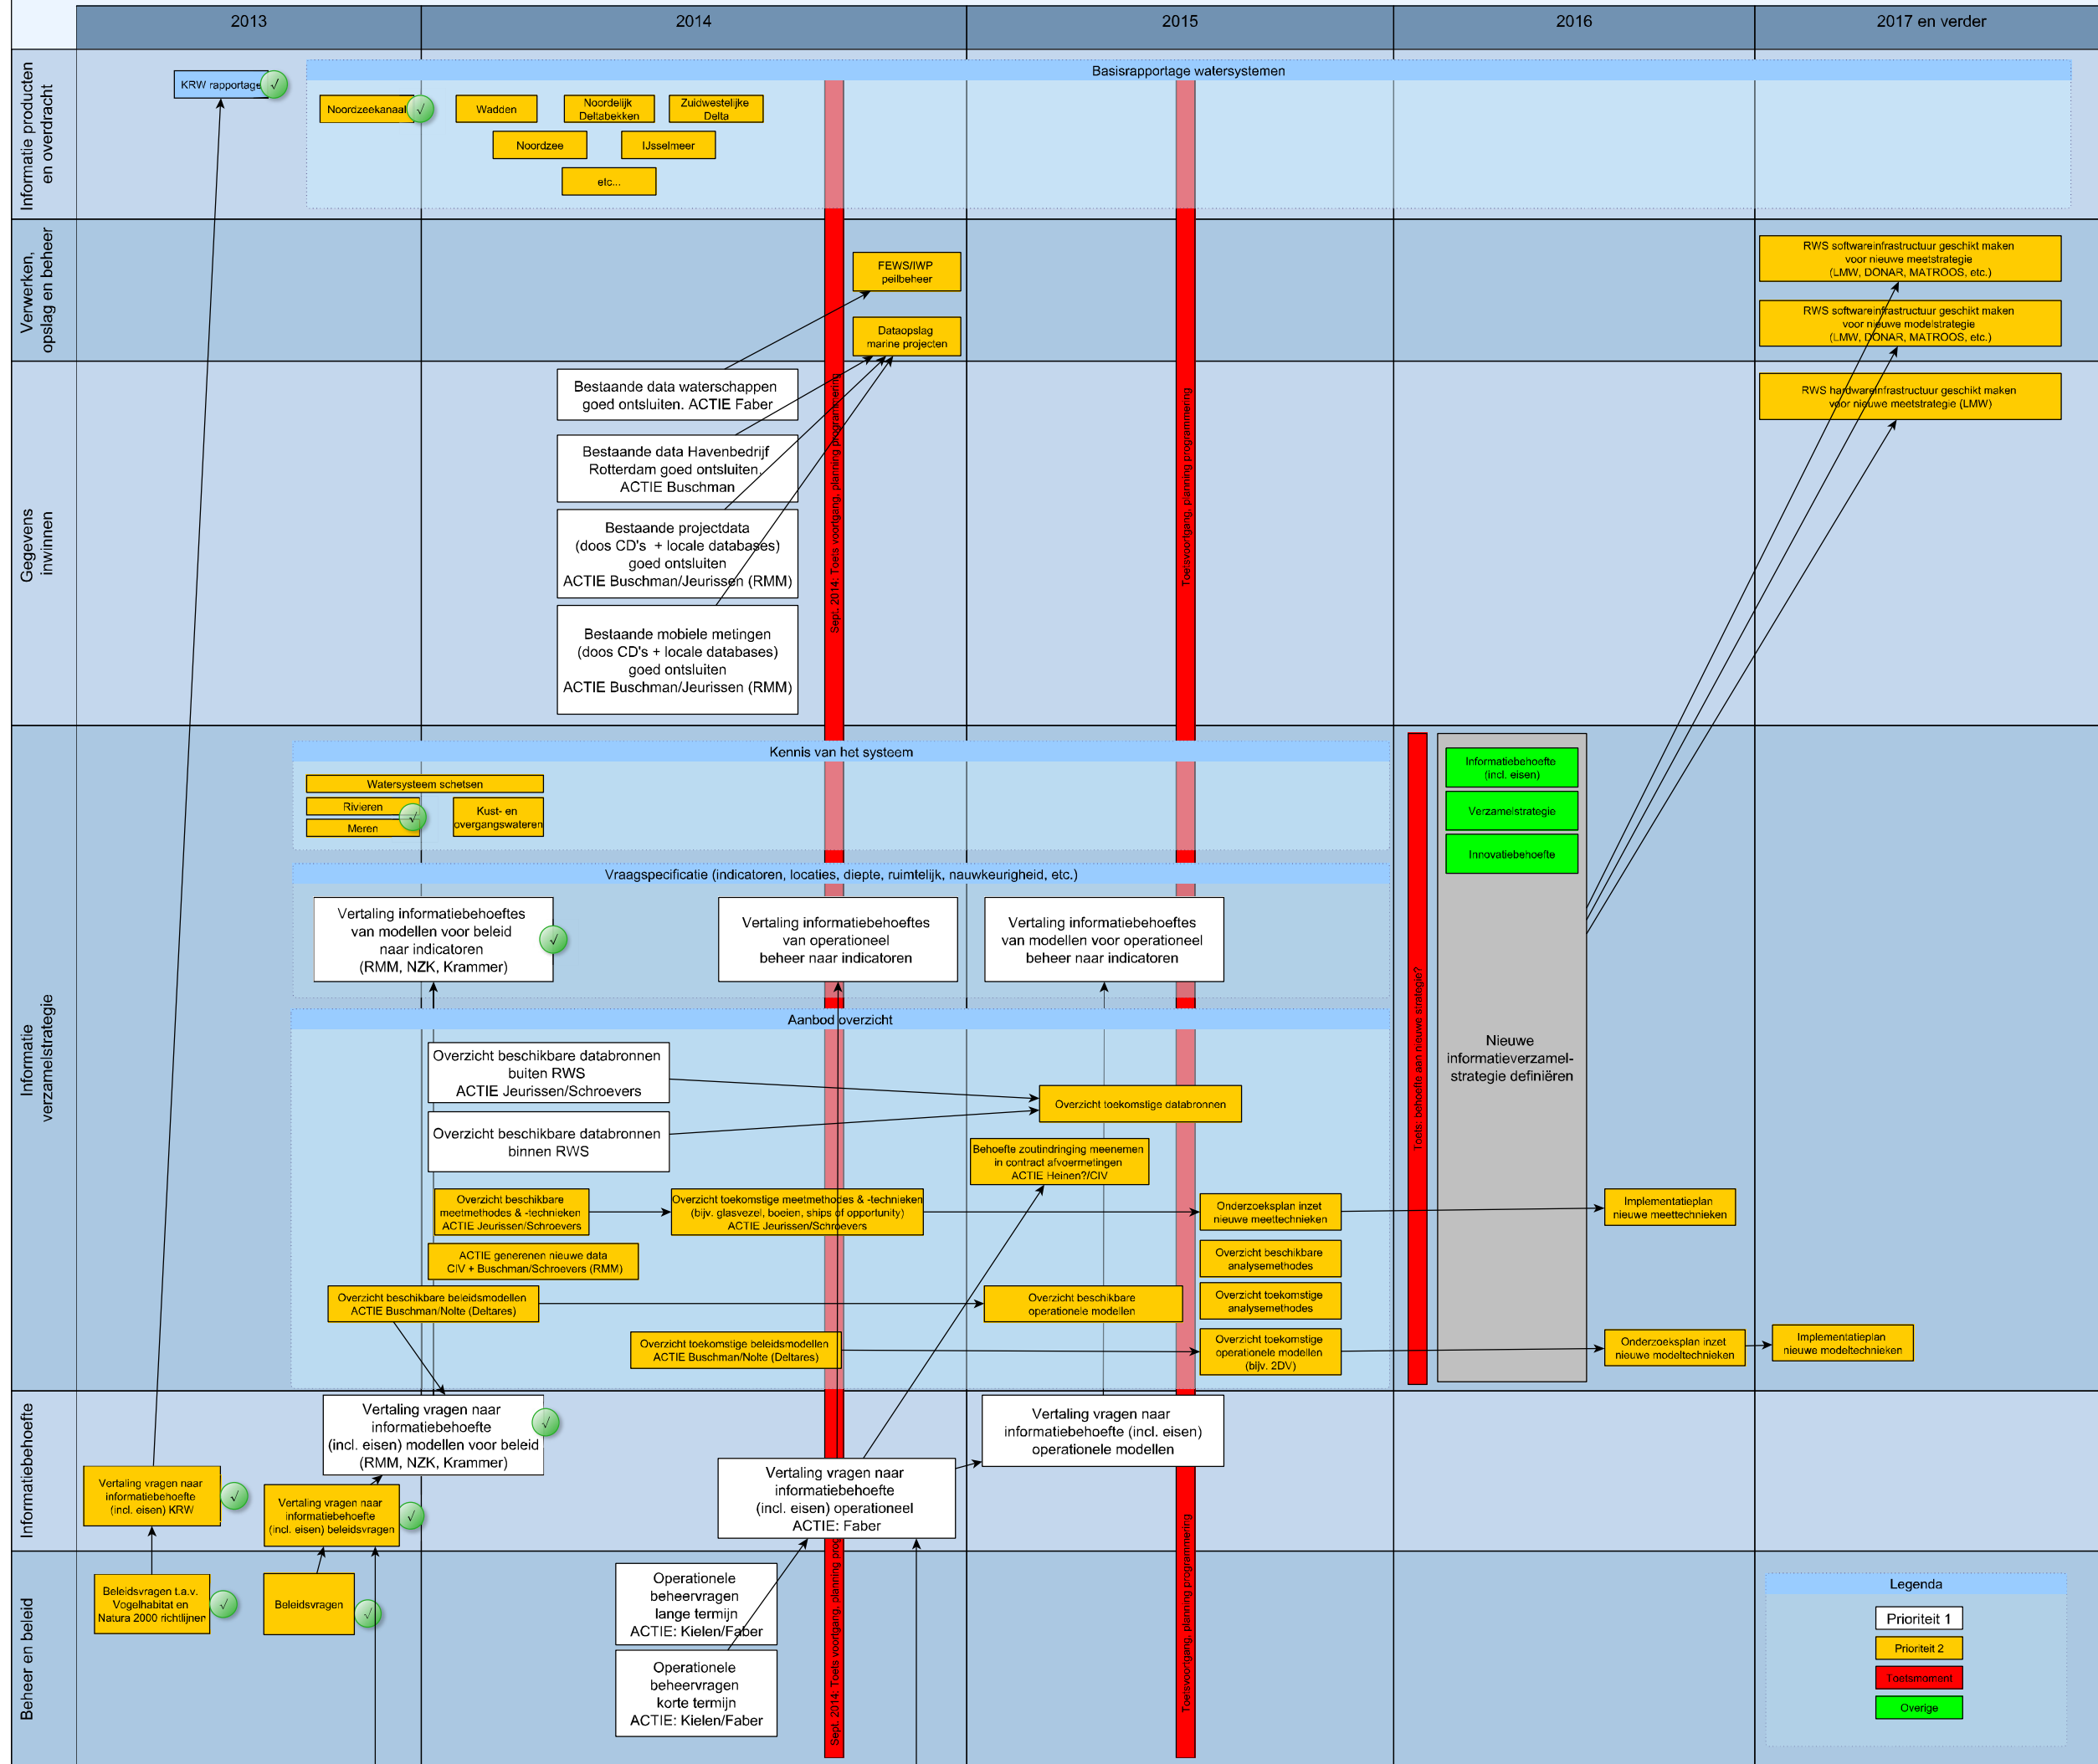 2013
2014
2015
2016
2017 en verder
Informatie producten
en overdracht
KRW rapportage
√
Basisrapportage watersystemen
Noordzeekanaal
√
Wadden
Noordelijk
Deltabekken
Zuidwestelijke
Delta
Noordzee
IJsselmeer
etc...
Verwerken,
opslag en beheer
FEWS/IWP
peilbeheer
Dataopslag
marine projecten
RWS softwareinfrastructuur geschikt maken
voor nieuwe meetstrategie
(LMW, DONAR, MATROOS, etc.)
RWS softwareinfrastructuur geschikt maken
voor nieuwe modelstrategie
(LMW, DONAR, MATROOS, etc.)
Gegevens
inwinnen
Bestaande data waterschappen
goed ontsluiten. ACTIE Faber
Bestaande data Havenbedrijf
Rotterdam goed ontsluiten.
ACTIE Buschman
Bestaande projectdata
(doos CD's + locale databases)
goed ontsluiten
ACTIE Buschman/Jeurissen (RMM)
Bestaande mobiele metingen
(doos CD's + locale databases)
goed ontsluiten
ACTIE Buschman/Jeurissen (RMM)
Sept. 2014: Toets voortgang, planning programmering
Toetsvoortgang, planning programmering
RWS hardwareinfrastructuur geschikt maken
voor nieuwe meetstrategie (LMW)
Informatie
verzamelstrategie
Kennis van het systeem
Watersysteem schetsen
Rivieren
Meren
√
Kust- en
overgangswateren
Vraagspecificatie (indicatoren, locaties, diepte, ruimtelijk, nauwkeurigheid, etc.)
Vertaling informatiebehoeftes
van modellen voor beleid
naar indicatoren
(RMM, NZK, Krammer)
√
Vertaling informatiebehoeftes
van operationeel
beheer naar indicatoren
Vertaling informatiebehoeftes
van modellen voor operationeel
beheer naar indicatoren
Aanbod overzicht
Overzicht beschikbare databronnen
buiten RWS
ACTIE Jeurissen/Schroevers
Overzicht beschikbare databronnen
binnen RWS
Overzicht toekomstige databronnen
Behoefte zoutindringing meenemen
in contract afvoermetingen
ACTIE Heinen?/CIV
Overzicht beschikbare
meetmethodes & -technieken
ACTIE Jeurissen/Schroevers
Overzicht toekomstige meetmethodes & -technieken
(bijv. glasvezel, boeien, ships of opportunity)
ACTIE Jeurissen/Schroevers
Onderzoeksplan inzet
nieuwe meettechnieken
ACTIE generenen nieuwe data
CIV + Buschman/Schroevers (RMM)
Overzicht beschikbare
analysemethodes
Overzicht beschikbare beleidsmodellen
ACTIE Buschman/Nolte (Deltares)
Overzicht beschikbare
operationele modellen
Overzicht toekomstige
analysemethodes
Overzicht toekomstige beleidsmodellen
ACTIE Buschman/Nolte (Deltares)
Overzicht toekomstige
operationele modellen
(bijv. 2DV)
Toets: behoefte aan nieuwe strategie?
Informatiebehoefte
(incl. eisen)
Verzamelstrategie
Innovatiebehoefte
Nieuwe
informatieverzamel-
strategie definiëren
Implementatieplan
nieuwe meettechnieken
Onderzoeksplan inzet
nieuwe modeltechnieken
Implementatieplan
nieuwe modeltechnieken
Informatiebehoefte
Vertaling vragen naar
informatiebehoefte
(incl. eisen) KRW
√
Vertaling vragen naar
informatiebehoefte
(incl. eisen) modellen voor beleid
(RMM, NZK, Krammer)
√
Vertaling vragen naar
informatiebehoefte
(incl. eisen) beleidsvragen
√
Vertaling vragen naar
informatiebehoefte
(incl. eisen) operationeel
ACTIE: Faber
Vertaling vragen naar
informatiebehoefte (incl. eisen)
operationele modellen
Beheer en beleid
Beleidsvragen t.a.v.
Vogelhabitat en
Natura 2000 richtlijnen
√
Beleidsvragen
√
Operationele
beheervragen
lange termijn
ACTIE: Kielen/Faber
Operationele
beheervragen
korte termijn
ACTIE: Kielen/Faber
Sept. 2014: Toets voortgang, planning prog
Toetsvoortgang, planning programmering
Legenda
Prioriteit 1
Prioriteit 2
Toetsmoment
Overige